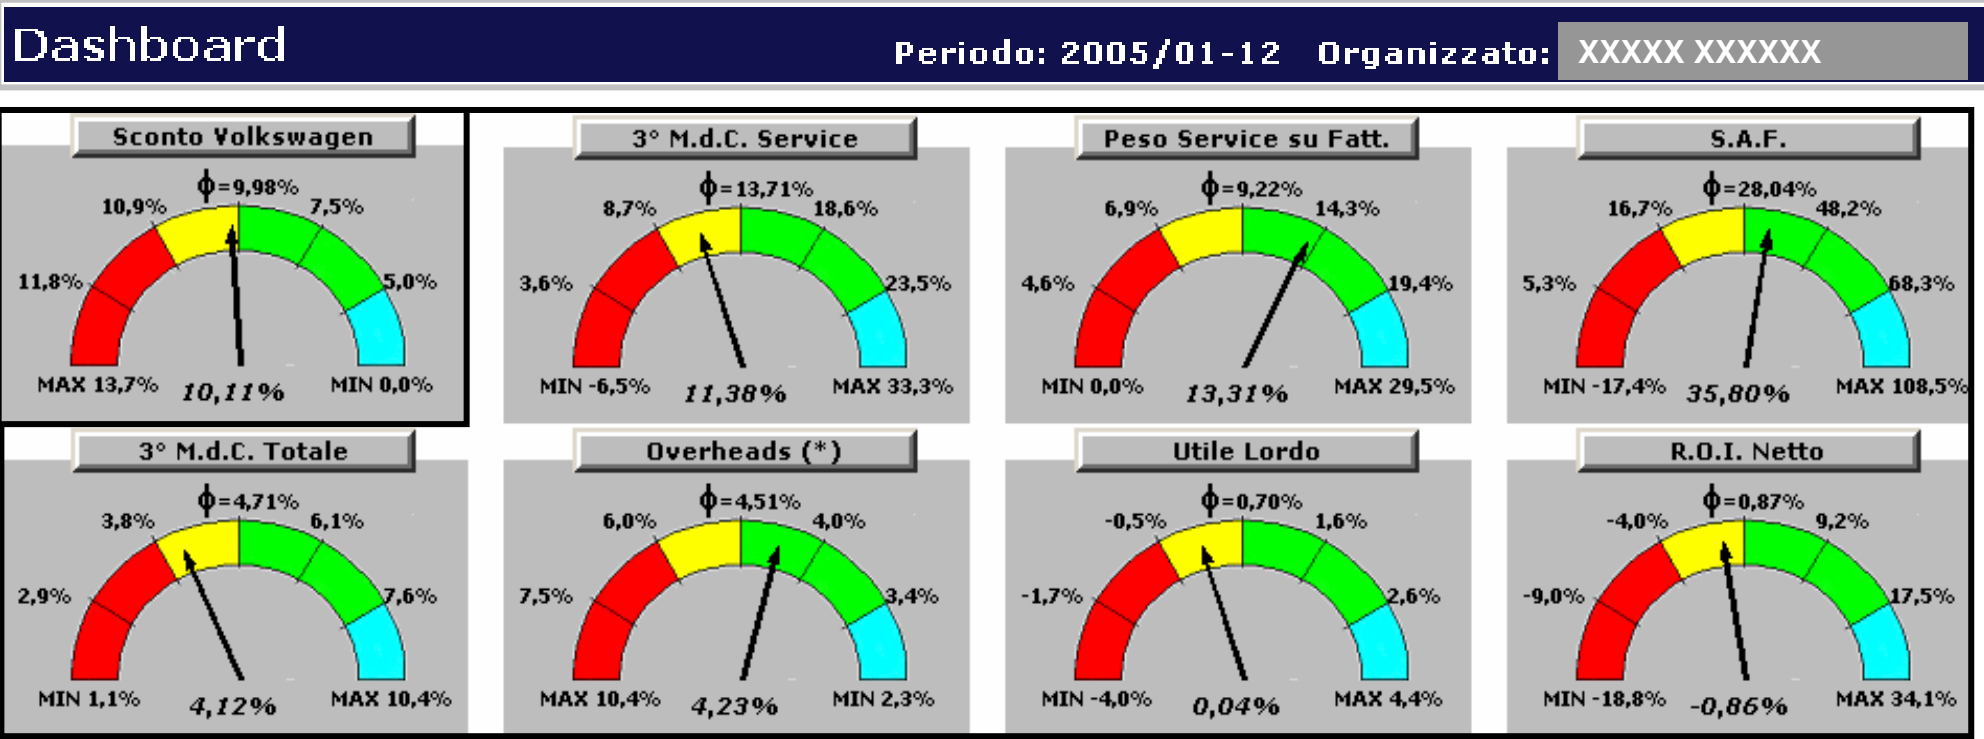 Dashboard
Periodo: 2005/01-12 Organizzato: XXXXX XXXXXX
Sconto Volkswagen
ϕ=9,98%
10,9% 7,5%
11,8% 5,0%
MAX 13,7% 10,11% MIN 0,0%
3° M.d.C. Service
ϕ=13,71%
8,7% 18,6%
3,6% 23,5%
MIN -6,5% 11,38% MAX 33,3%
Peso Service su Fatt.
ϕ=9,22%
6,9% 14,3%
4,6% 19,4%
MIN 0,0% 13,31% MAX 29,5%
S.A.F.
ϕ=28,04%
16,7% 48,2%
5,3% 68,3%
MIN -17,4% 35,80% MAX 108,5%
3° M.d.C. Totale
ϕ=4,71%
3,8% 6,1%
2,9% 7,6%
MIN 1,1% 4,12% MAX 10,4%
Overheads (*)
ϕ=4,51%
6,0% 4,0%
7,5% 3,4%
MAX 10,4% 4,23% MIN 2,3%
Utile Lordo
ϕ=0,70%
-0,5% 1,6%
-1,7% 2,6%
MIN -4,0% 0,04% MAX 4,4%
R.O.I. Netto
ϕ=0,87%
-4,0% 9,2%
-9,0% 17,5%
MIN -18,8% -0,86% MAX 34,1%